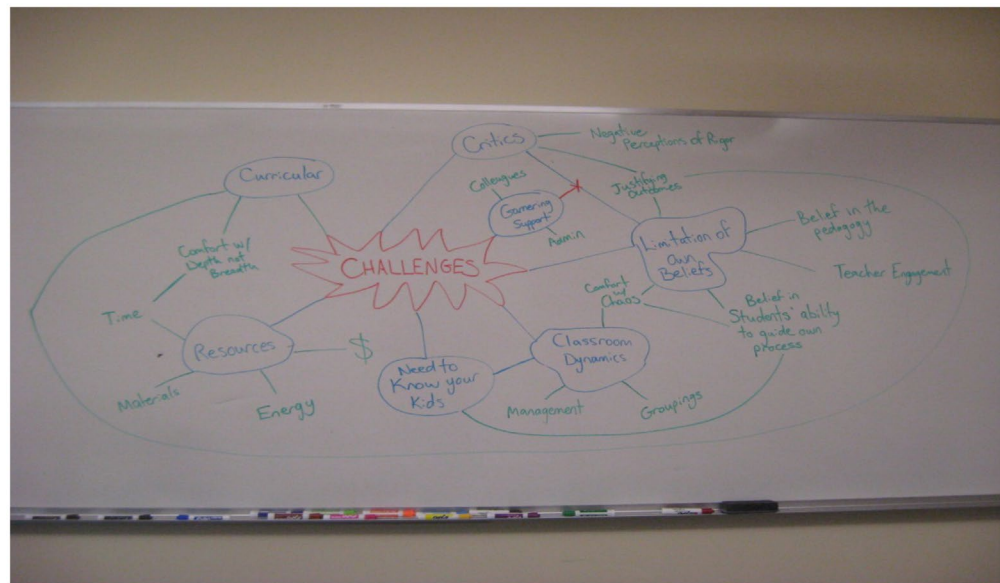 Critics
Negative
Perceptions of Rigor
Curricular
Colleagues
Justifying
Outcomes
Garnering
Support
Admin
Belief in the
pedagogy
Limitation of
own
Beliefs
Comfort w/
Depth not
Breadth
CHALLENGES
Teacher Engagement
Comfort
w/
Chaos
Belief in
Students' ability
to guide own
process
Time
Resources
$
Classroom
Dynamics
Need to
Know your
Kids
Materials
Energy
Management
Groupings